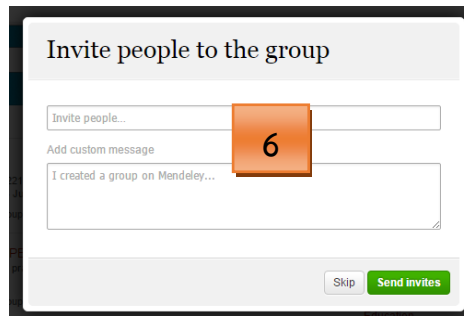 Invite people to the group
Invite people...
6
Add custom message
I created a group on Mendeley...
Skip
Send invites